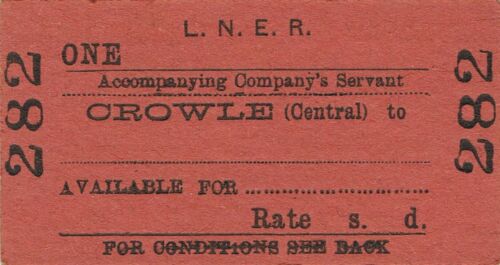 L. N. E. R.
282
ONE
282
Accompanying Company's Servant
CROWLE (Central) to
AVAILABLE FOR
Rate s. d.
FOR CONDITIONS SEE BACK